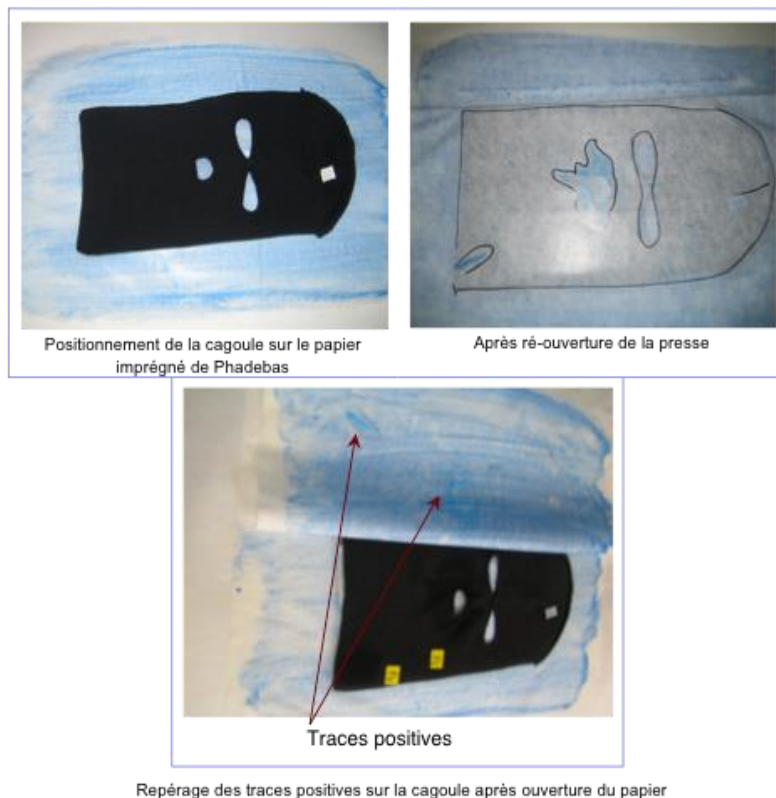 Positionnement de la cagoule sur le papier
imprégné de Phadebas
Après ré-ouverture de la presse
Traces positives
Repérage des traces positives sur la cagoule après ouverture du papier